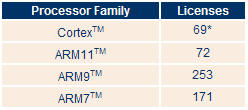 Processor Family Licenses
Cortex™ 69*
ARM11™ 72
ARM9™ 253
ARM7™ 171